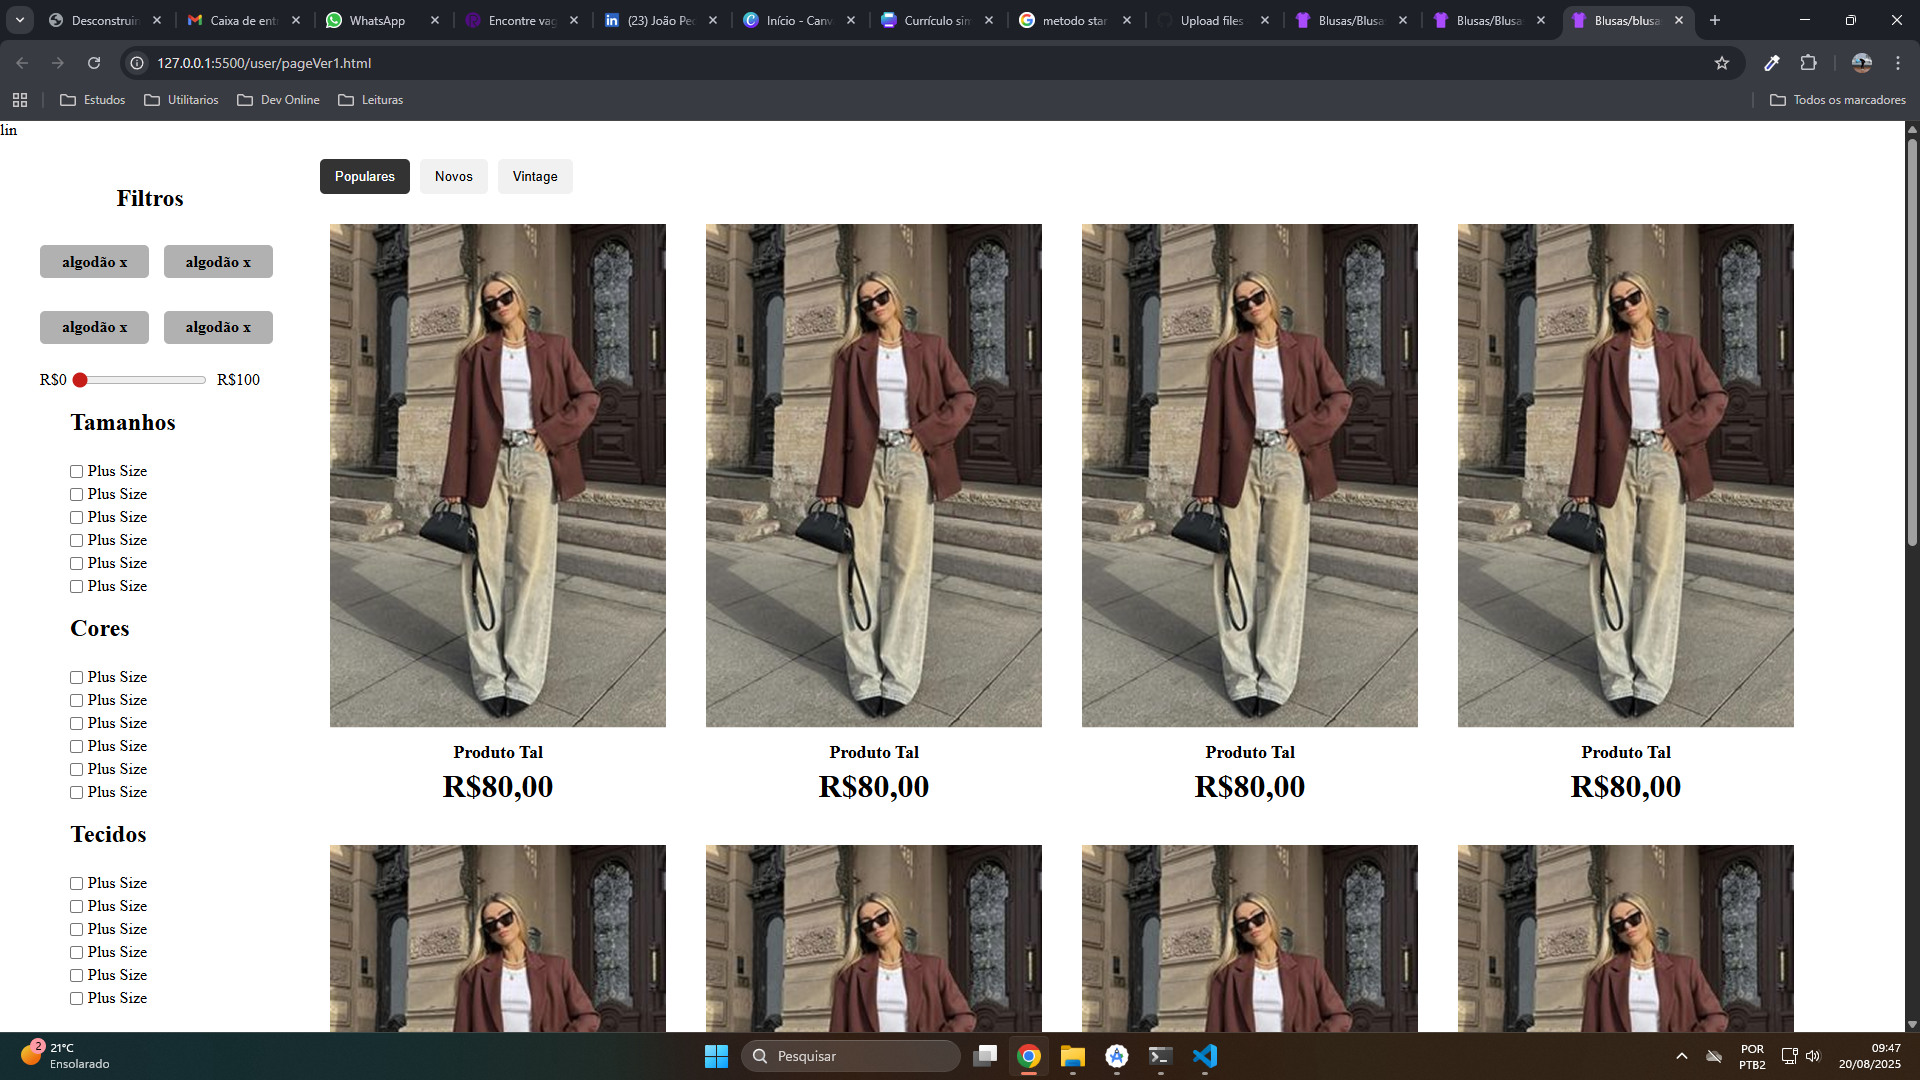 Desconstruin
Caixa de ent
WhatsApp
Encontre vag
(23) João Pec
Início - Canv
Currículo sim
metodo star
Upload files
Blusas/Blusa
Blusas/Blusa
Blusas/blusa
127.0.0.1:5500/user/pageVer1.html
Estudos
Utilitarios
Dev Online
Leituras
Todos os marcadores
lin
Populares
Novos
Vintage
Filtros
algodão x
algodão x
algodão x
algodão x
R$0
R$100
Tamanhos
Plus Size
Plus Size
Plus Size
Plus Size
Plus Size
Plus Size
Cores
Plus Size
Plus Size
Plus Size
Plus Size
Plus Size
Plus Size
Tecidos
Plus Size
Plus Size
Plus Size
Plus Size
Plus Size
Plus Size
Produto Tal
R$80,00
Produto Tal
R$80,00
Produto Tal
R$80,00
Produto Tal
R$80,00
2
21°C
Ensolarado
Pesquisar
POR
PTB2
09:47
20/08/2025